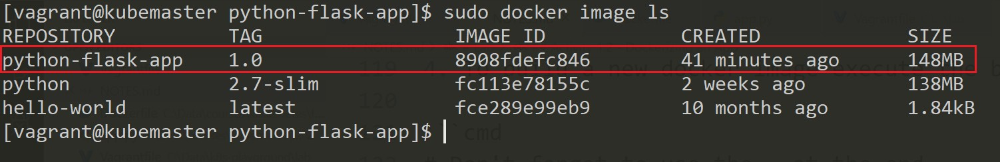 [vagrant@kubemaster python-flask-app]$ sudo docker image ls
REPOSITORY TAG IMAGE ID CREATED SIZE
python-flask-app 1.0 8908fdefc846 41 minutes ago 148MB
python 2.7-slim fc113e78155c 2 weeks ago 138MB
hello-world latest fce289e99eb9 10 months ago 1.84kB
[vagrant@kubemaster python-flask-app]$